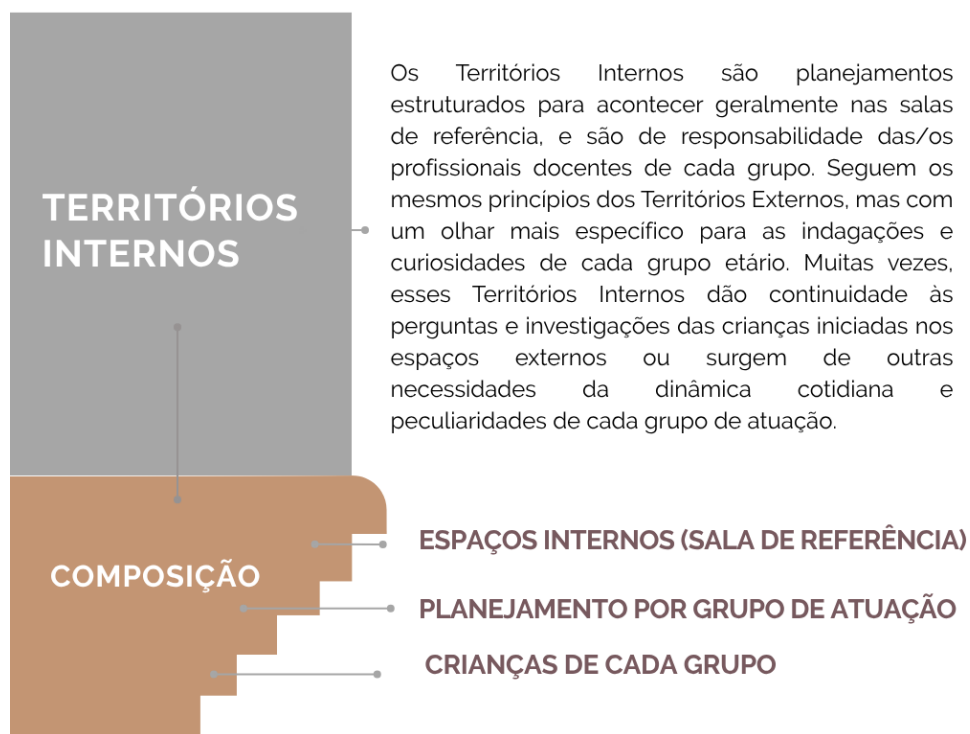 TERRITÓRIOS
INTERNOS
Os Territórios Internos são planejamentos
estruturados para acontecer geralmente nas salas
de referência, e são de responsabilidade das/os
profissionais docentes de cada grupo. Seguem os
mesmos princípios dos Territórios Externos, mas com
um olhar mais específico para as indagações e
curiosidades de cada grupo etário. Muitas vezes,
esses Territórios Internos dão continuidade às
perguntas e investigações das crianças iniciadas nos
espaços externos ou surgem de outras
necessidades da dinâmica cotidiana e
peculiaridades de cada grupo de atuação.
COMPOSIÇÃO
ESPAÇOS INTERNOS (SALA DE REFERÊNCIA)
PLANEJAMENTO POR GRUPO DE ATUAÇÃO
CRIANÇAS DE CADA GRUPO